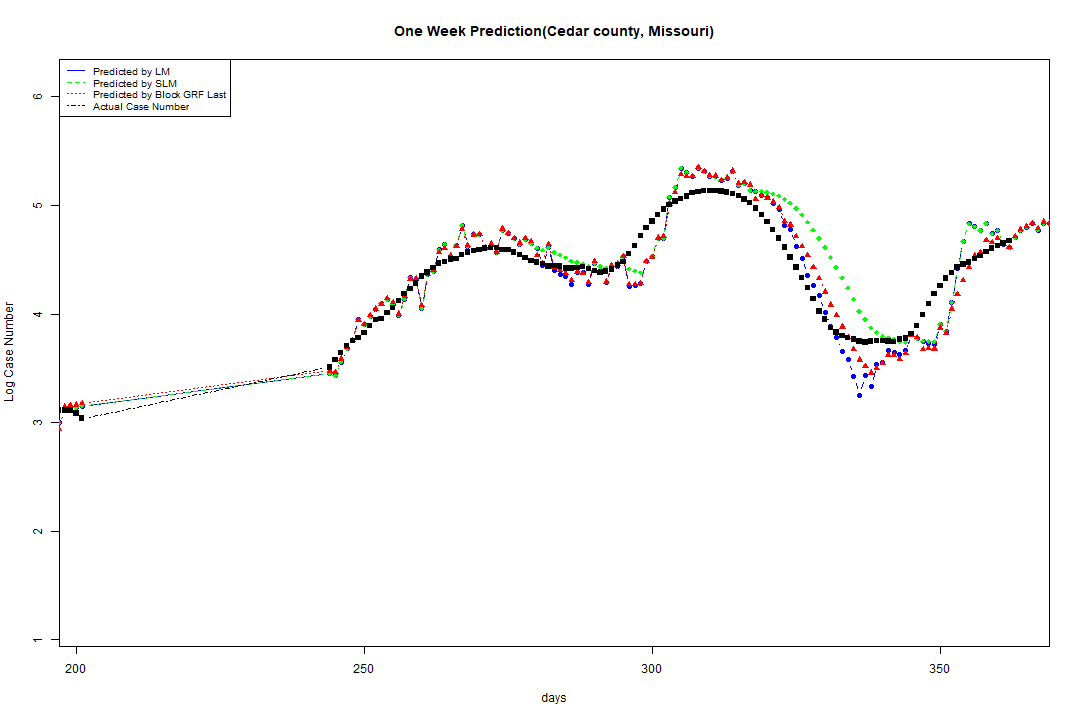 One Week Prediction(Cedar county, Missouri)
Predicted by LM
Predicted by SLM
Predicted by Block GRF Last
Actual Case Number
6
5
4
3
2
1
Log Case Number
200 250 300 350
days